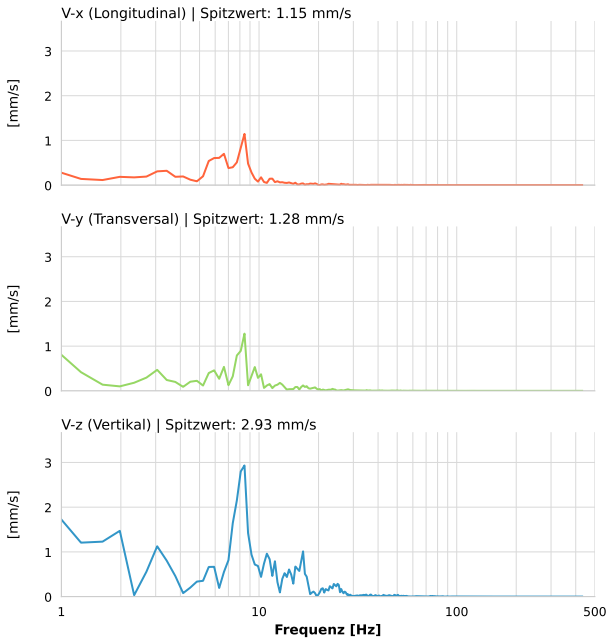 V-x (Longitudinal) | Spitzwert: 1.15 mm/s
3
2
1
0
[mm/s]
V-y (Transversal) | Spitzwert: 1.28 mm/s
3
2
1
0
[mm/s]
V-z (Vertikal) | Spitzwert: 2.93 mm/s
3
2
1
0
[mm/s]
1 10 100 500
Frequenz [Hz]